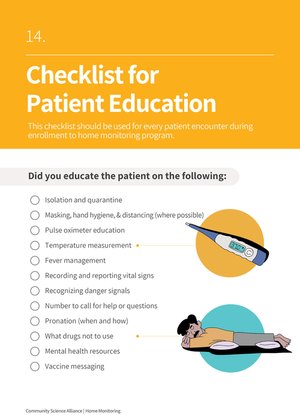 14.
Checklist for
Patient Education
This checklist should be used for every patient encounter during
enrollment to home monitoring program.
Did you educate the patient on the following:
Isolation and quarantine
Masking, hand hygiene, & distancing (where possible)
Pulse oximeter education
Temperature measurement
Fever management
Recording and reporting vital signs
Recognizing danger signals
Number to call for help or questions
Pronation (when and how)
What drugs not to use
Mental health resources
Vaccine messaging
Community Science Alliance | Home Monitoring